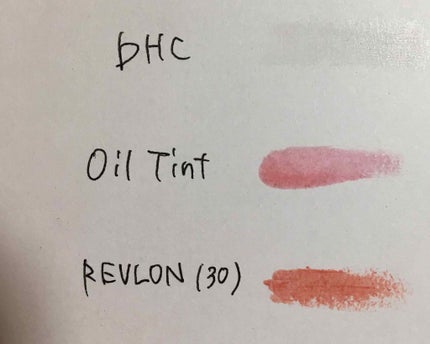 DHC
Oil Tint
REVLON (30)